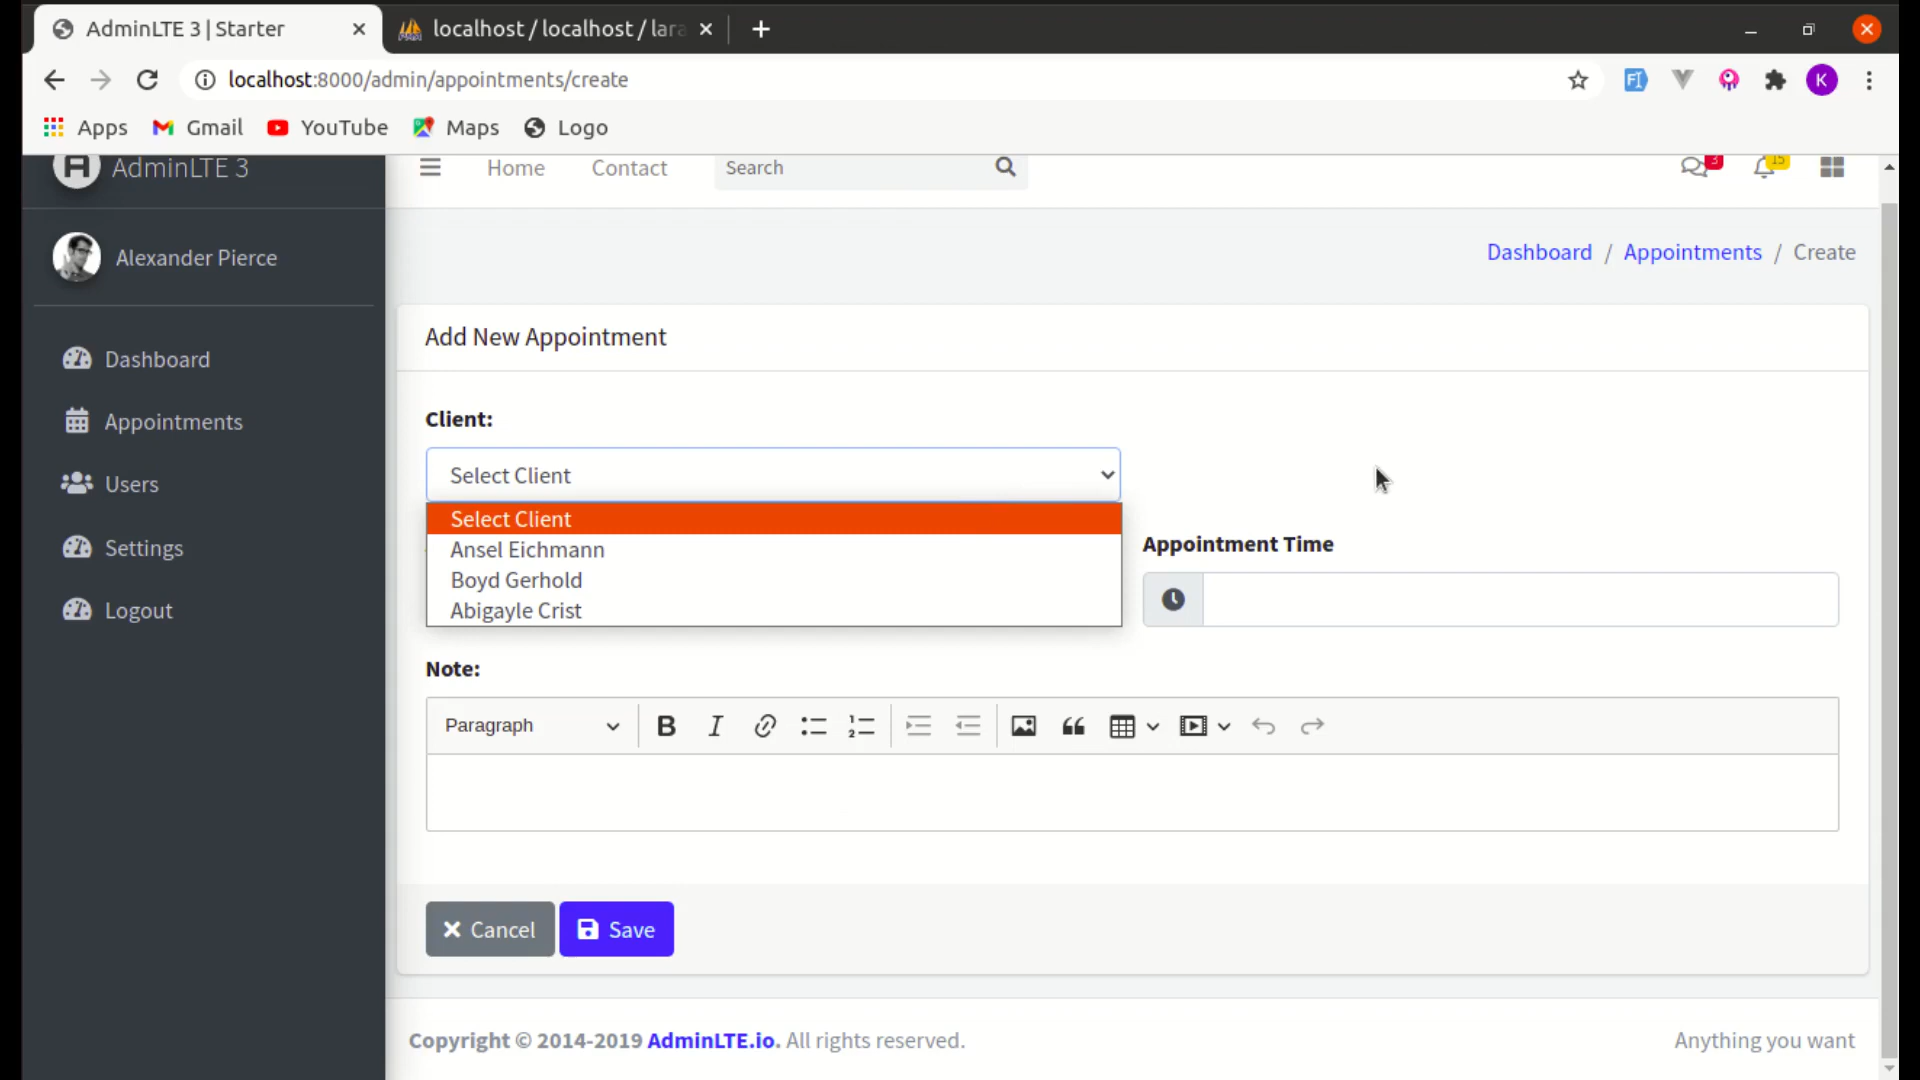 AdminLTE 3 | Starter
localhost / localhost / lara
localhost:8000/admin/appointments/create
K
Apps
Gmail
YouTube
Maps
Logo
AdminLTE 3
Home
Contact
Search
3
15
Alexander Pierce
Dashboard / Appointments / Create
Dashboard
Appointments
Users
Settings
Logout
Add New Appointment
Client:
Select Client
Select Client
Ansel Eichmann
Boyd Gerhold
Abigayle Crist
Appointment Time
Note:
Paragraph
Cancel
Save
Copyright © 2014-2019 AdminLTE.io. All rights reserved.
Anything you want